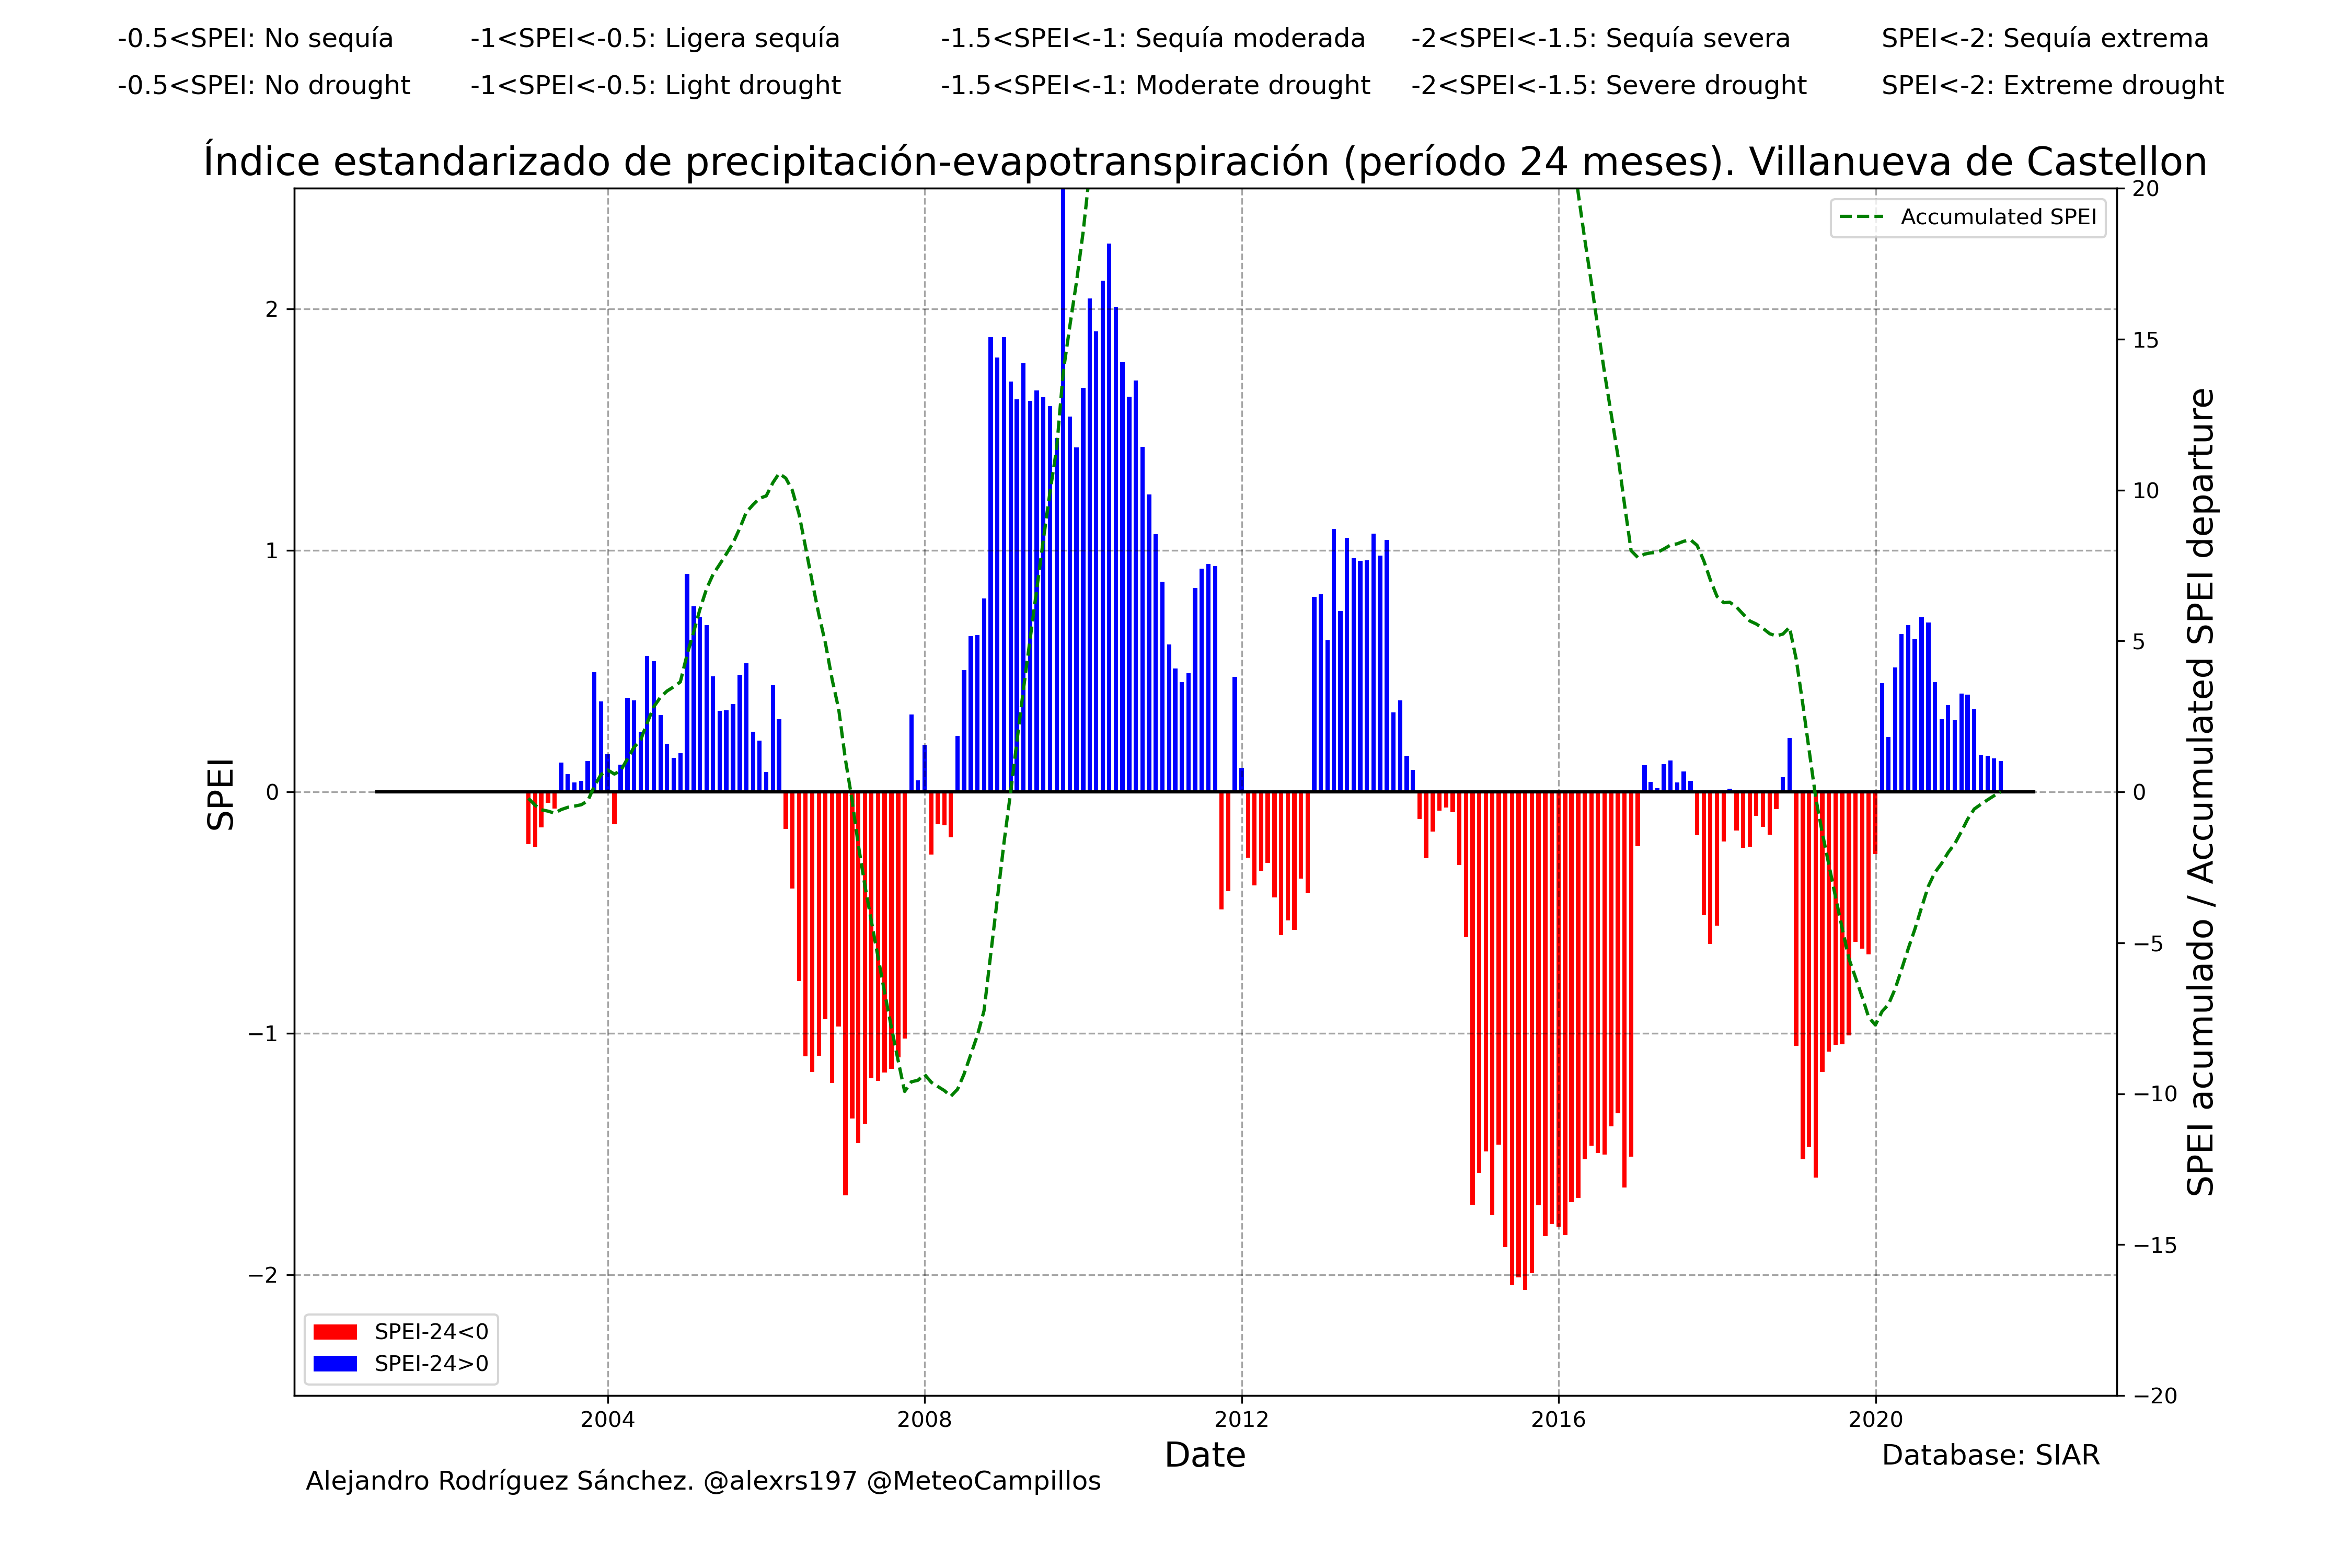 -0.5<SPEI: No sequía -1<SPEI<-0.5: Ligera sequía -1.5<SPEI<-1: Sequía moderada -2<SPEI<-1.5: Sequía severa SPEI<-2: Sequía extrema
-0.5<SPEI: No drought -1<SPEI<-0.5: Light drought -1.5<SPEI<-1: Moderate drought -2<SPEI<-1.5: Severe drought SPEI<-2: Extreme drought
Índice estandarizado de precipitación-evapotranspiración (período 24 meses). Villanueva de Castellon
Accumulated SPEI
SPEI
2
1
0
−1
−2
20
15
10
5
0
−5
−10
−15
−20
SPEI acumulado / Accumulated SPEI departure
SPEI-24<0
SPEI-24>0
2004 2008 2012 2016 2020
Date
Database: SIAR
Alejandro Rodríguez Sánchez. @alexrs197 @MeteoCampillos